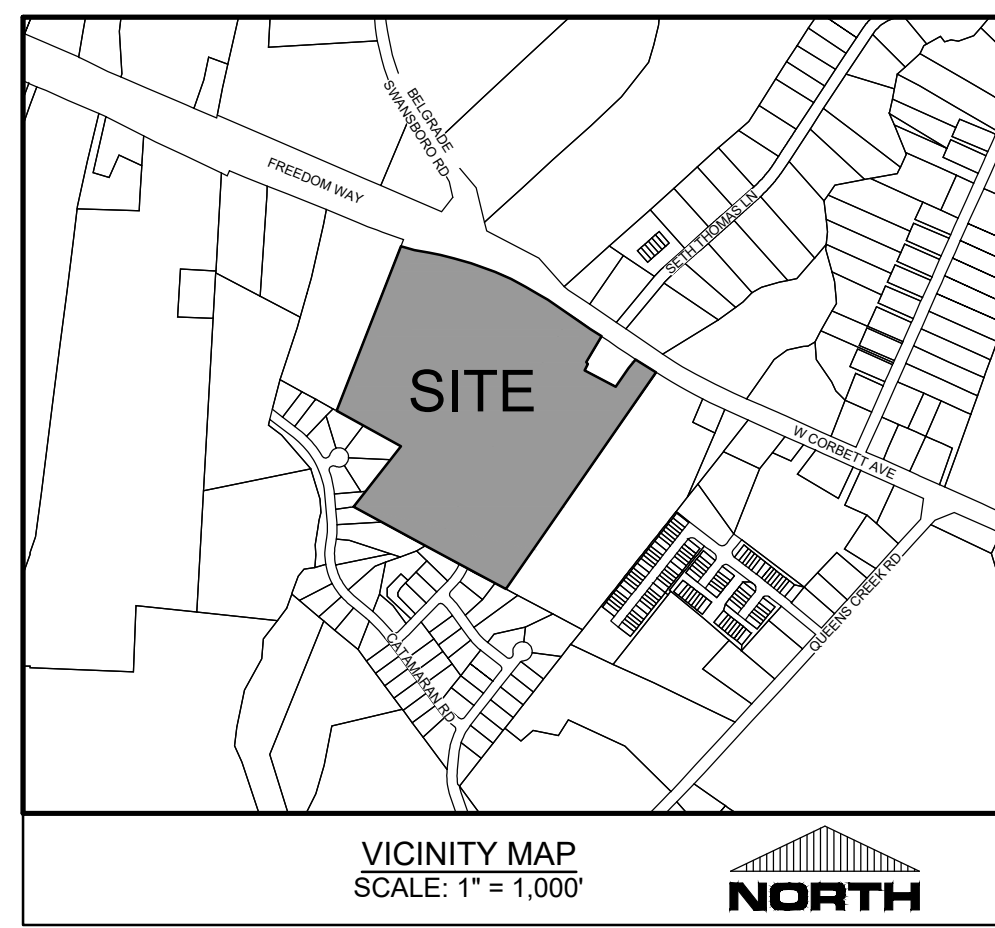 BELGRADE
SWANSBORO RD
FREEDOM WAY
SETH THOMAS LN
SITE
W CORBETT AVE
QUEENS CREEK RD
CATAMARAN RD
VICINITY MAP
SCALE: 1" = 1,000'
NORTH